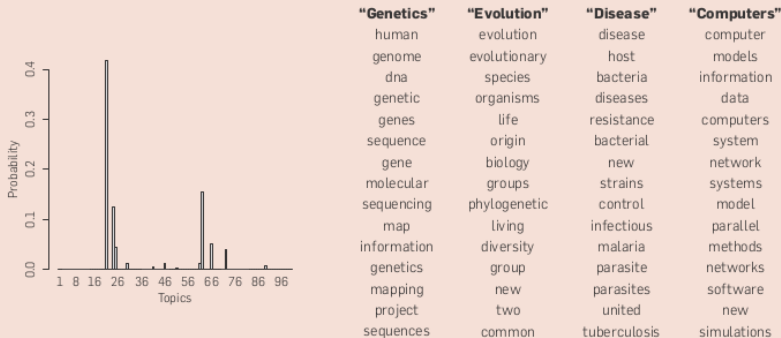 “Genetics” “Evolution” “Disease” “Computers”
human evolution disease computer
genome evolutionary host models
dna species bacteria information
genetic organisms diseases data
genes life resistance computers
sequence origin bacterial system
gene biology new network
molecular groups strains systems
sequencing phylogenetic control model
map living infectious parallel
information diversity malaria methods
genetics group parasite networks
mapping new parasites software
project two united new
sequences common tuberculosis simulations
Probability
0.4
0.3
0.2
0.1
0.0
1 8 16 26 36 46 56 66 76 86 96
Topics